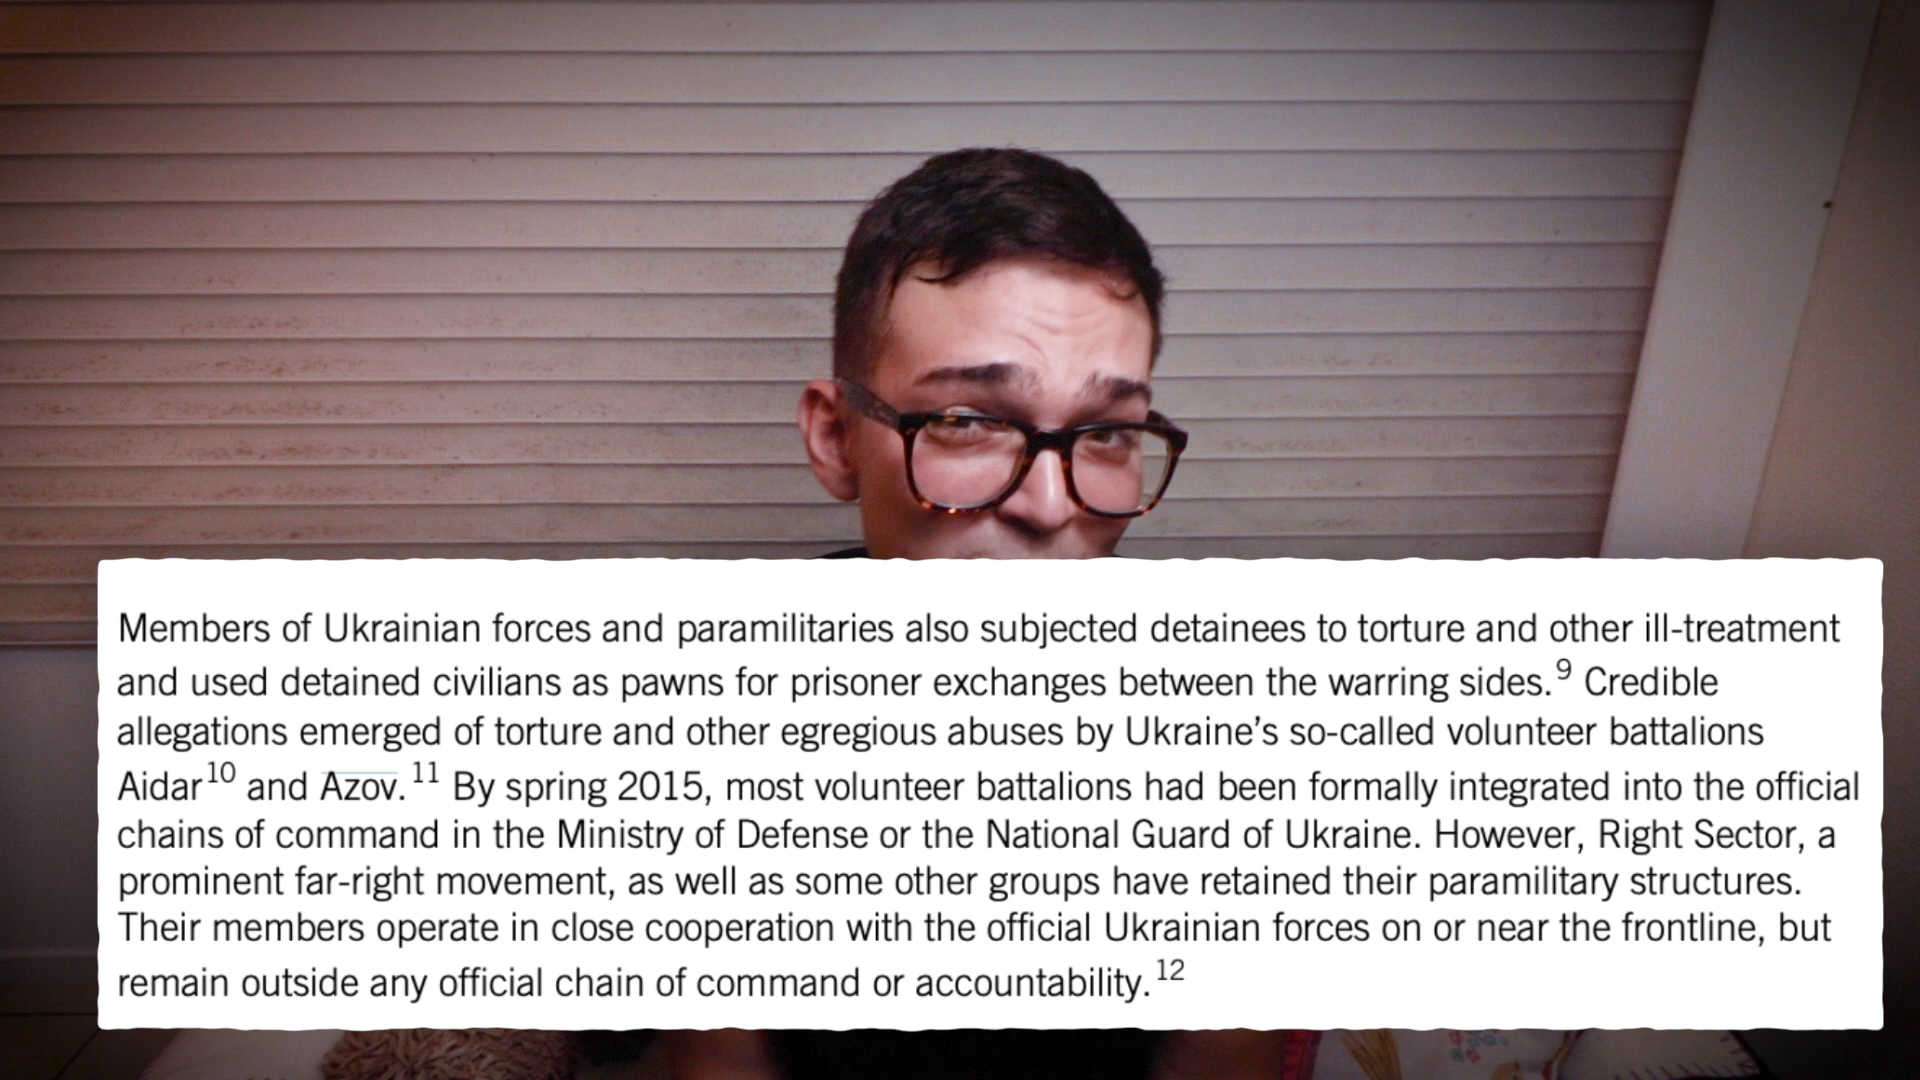 Members of Ukrainian forces and paramilitaries also subjected detainees to torture and other ill-treatment
and used detained civilians as pawns for prisoner exchanges between the warring sides.⁹ Credible
allegations emerged of torture and other egregious abuses by Ukraine’s so-called volunteer battalions
Aidar¹⁰ and Azov.¹¹ By spring 2015, most volunteer battalions had been formally integrated into the official
chains of command in the Ministry of Defense or the National Guard of Ukraine. However, Right Sector, a
prominent far-right movement, as well as some other groups have retained their paramilitary structures.
Their members operate in close cooperation with the official Ukrainian forces on or near the frontline, but
remain outside any official chain of command or accountability.¹²